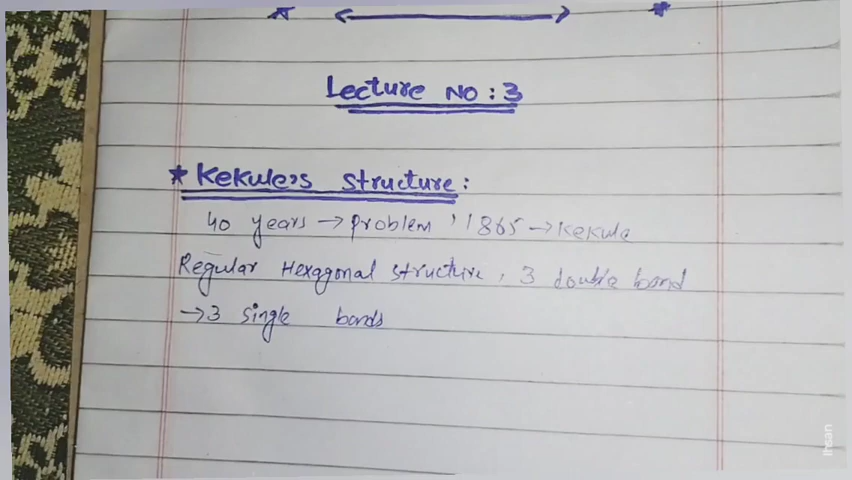 Lecture No : 3
★ Kekule's Structure :
40 years → problem , 1865 → Kekule
Regular Hexagonal structure , 3 double bond
→ 3 single bonds
ihsan